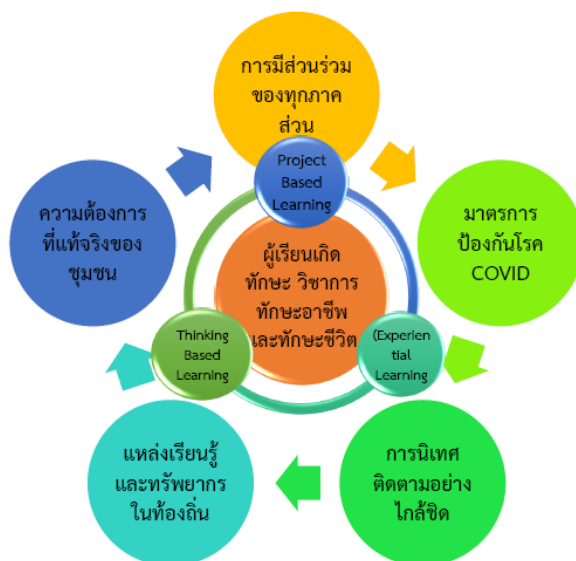 การมีส่วนร่วม
ของทุกภาค
ส่วน
Project
Based
Learning
ความต้องการ
ที่แท้จริงของ
ชุมชน
มาตรการ
ป้องกันโรค
COVID
ผู้เรียนเกิด
ทักษะ วิชาการ
ทักษะอาชีพ
และทักษะชีวิต
Thinking
Based
Learning
(Experien
tial
Learning
แหล่งเรียนรู้
และทรัพยากร
ในท้องถิ่น
การนิเทศ
ติดตามอย่าง
ไกล้ชิด